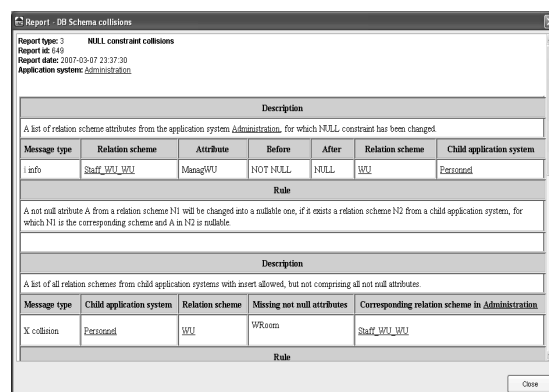 Report - DB Schema collisions
Report type: 3 NULL constraint collisions
Report id: 649
Report date: 2007-03-07 23:37:30
Application system: Administration
Description
A list of relation scheme attributes from the application system Administration, for which NULL constraint has been changed.
Message type Relation scheme Attribute Before After Relation scheme Child application system
i info Staff_WU_WU ManagWU NOT NULL NULL WU Personnel
Rule
A not null atribute A from a relation scheme N1 will be changed into a nullable one, if it exists a relation scheme N2 from a child application system, for
which N1 is the corresponding scheme and A in N2 is nullable.
Description
A list of all relation schemes from child application systems with insert allowed, but not comprising all not null attributes.
Message type Child application system Relation scheme Missing not null attributes Corresponding relation scheme in Administration
X collision Personnel WU WRoom Staff_WU_WU
Rule
Close